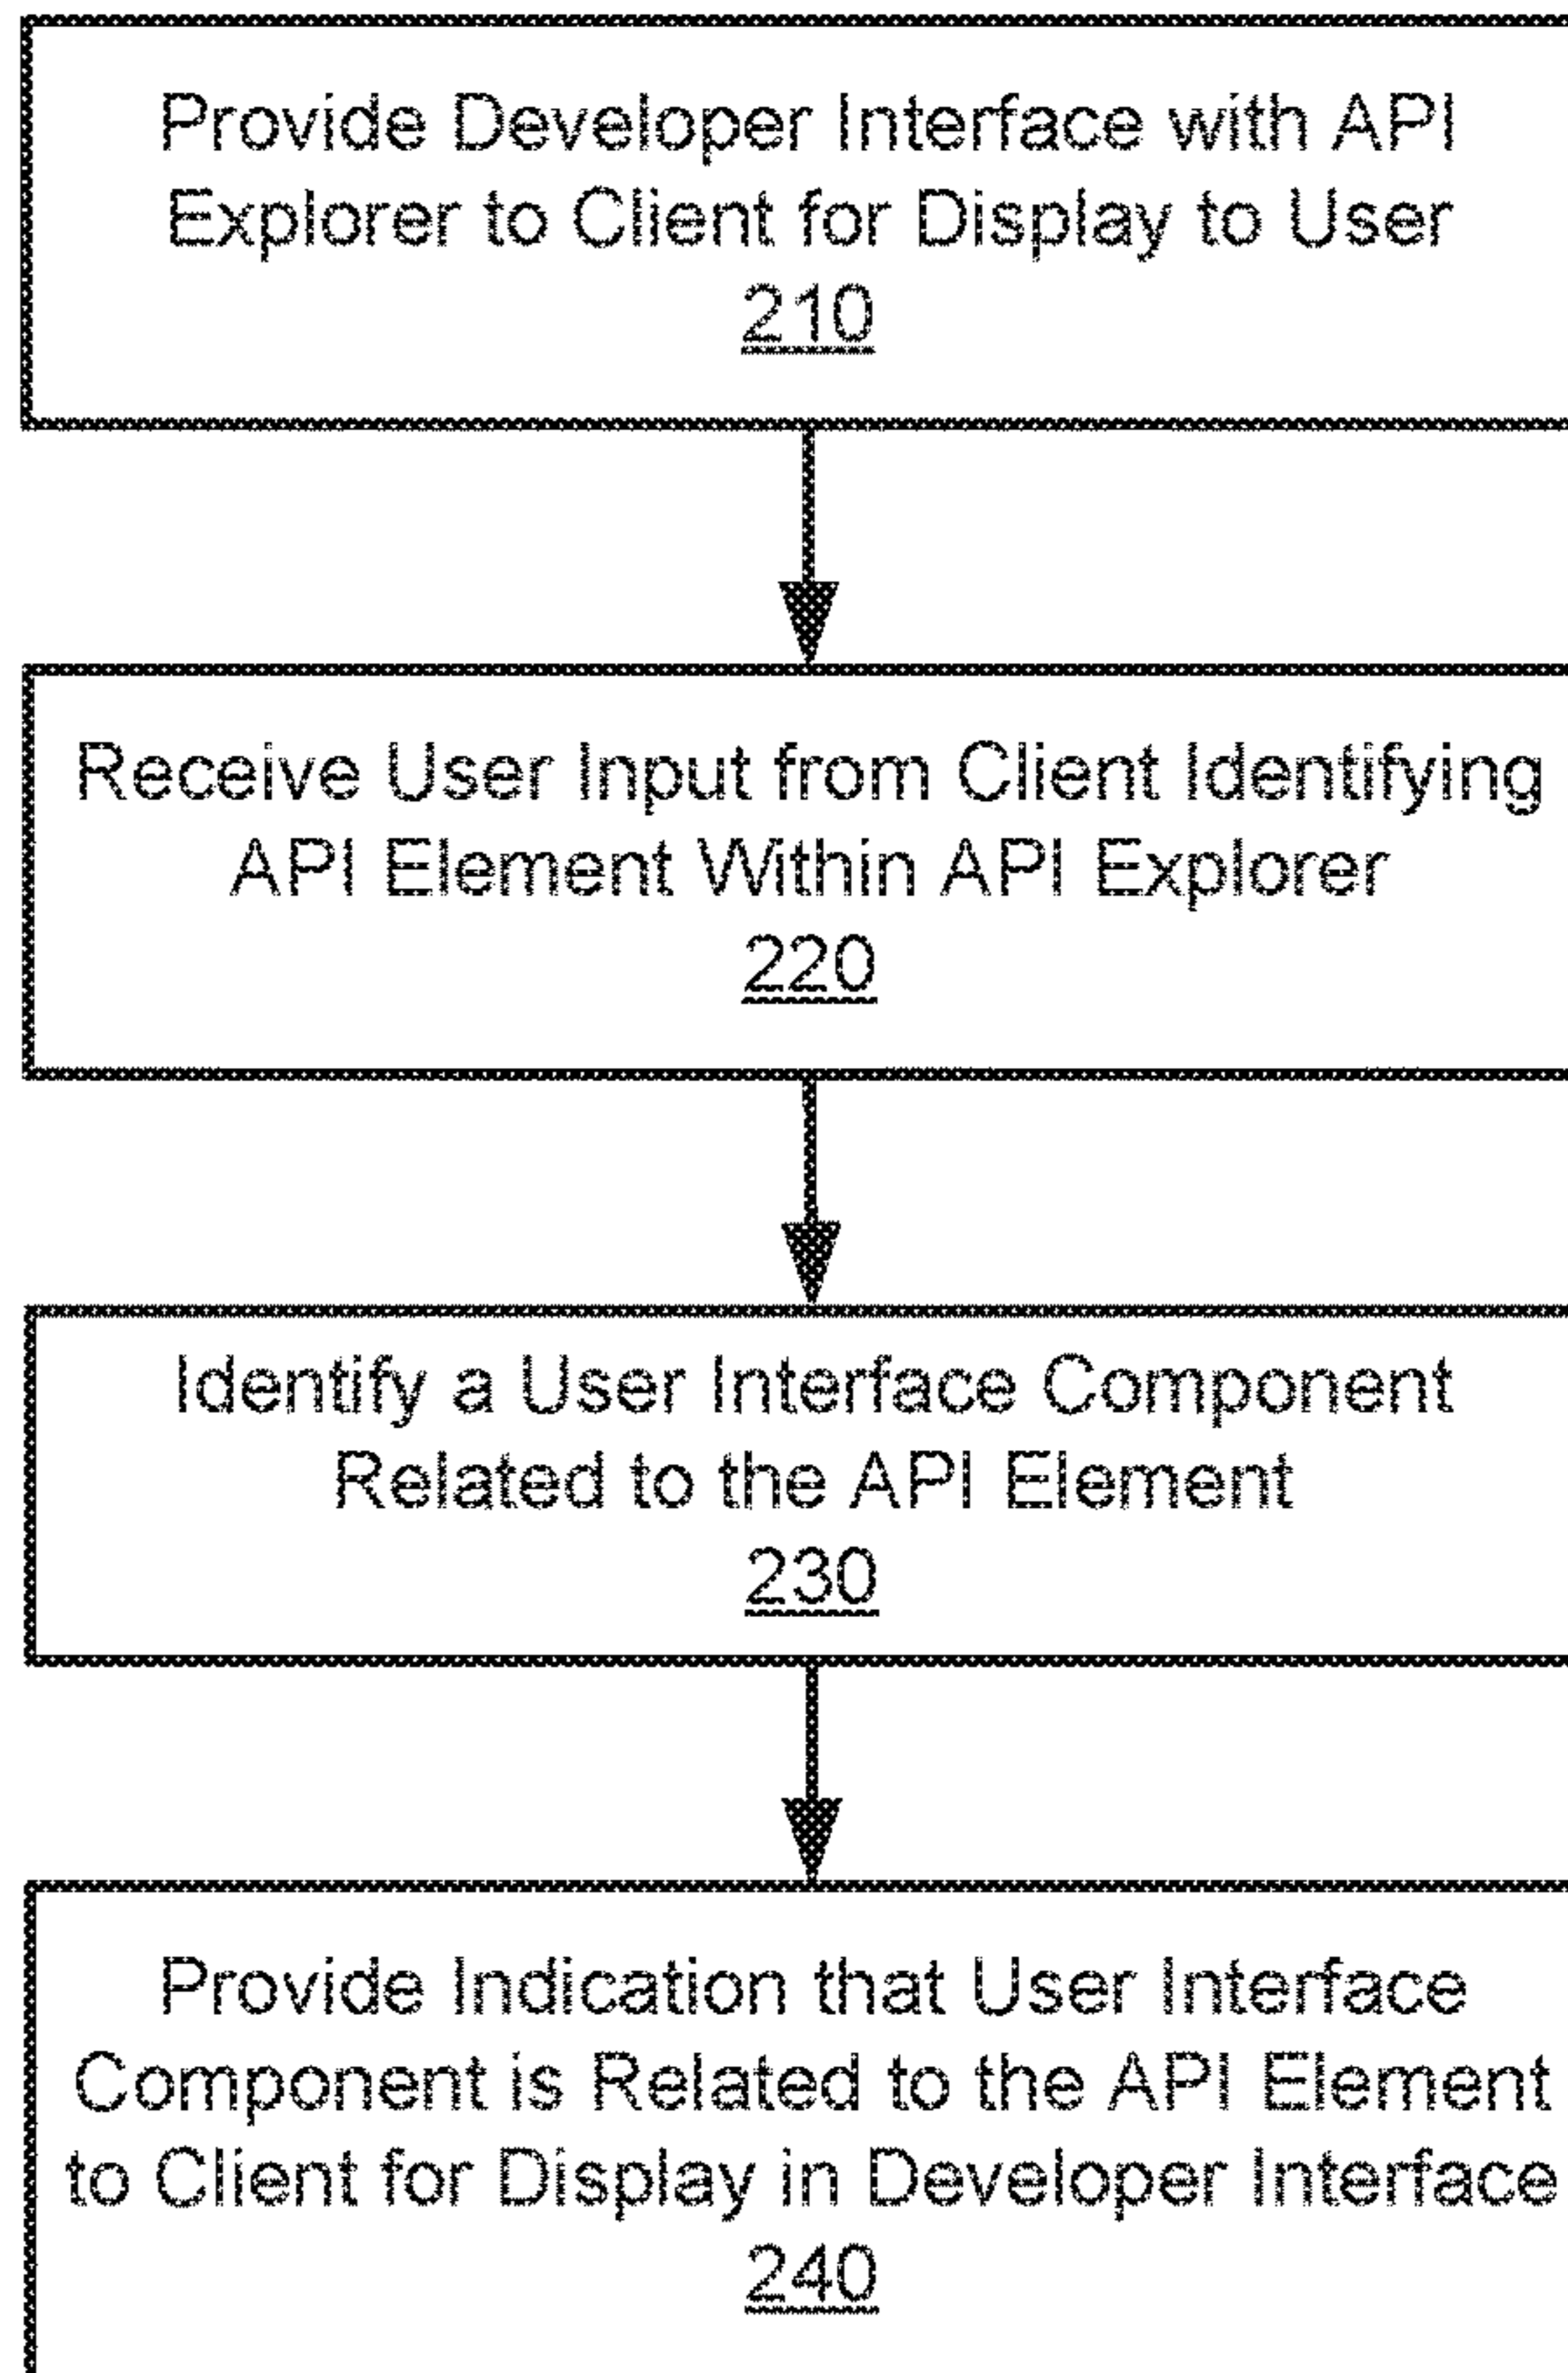 Provide Developer Interface with API
Explorer to Client for Display to User
210
Receive User Input from Client Identifying
API Element Within API Explorer
220
Identify a User Interface Component
Related to the API Element
230
Provide Indication that User Interface
Component is Related to the API Element
to Client for Display in Developer Interface
240